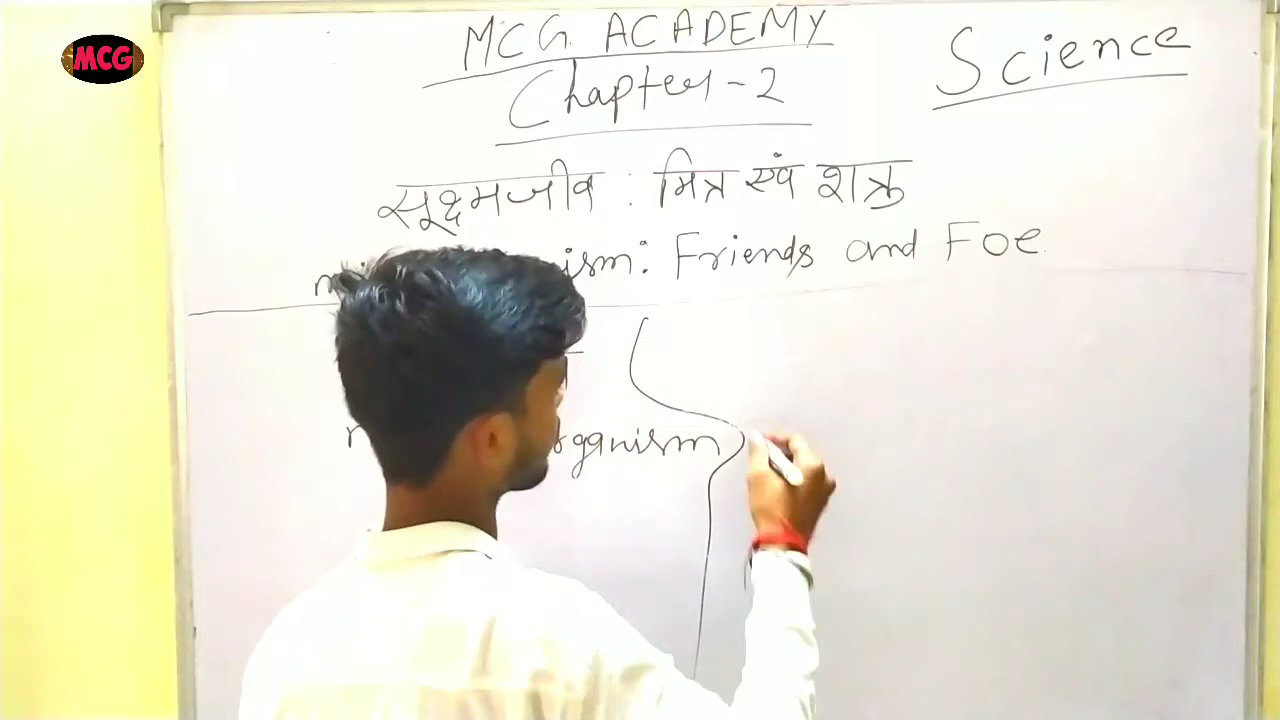 MCG
MCG ACADEMY
Science
Chapter-2
सूक्ष्मजीव : मित्र एवं शत्रु
Friends and Foe